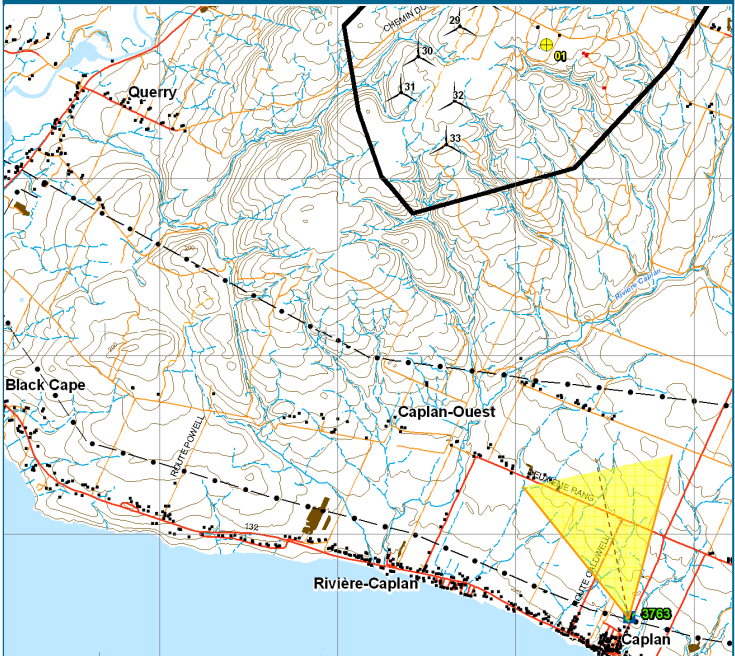 CHEMIN DU
29
30
01
31
32
33
Querry
200
Rivière-Caplan
Black Cape
Caplan-Ouest
ROUTE POWELL
DEUXIÈME RANG
132
ROUTE CALDWELL
Rivière-Caplan
3763
Caplan